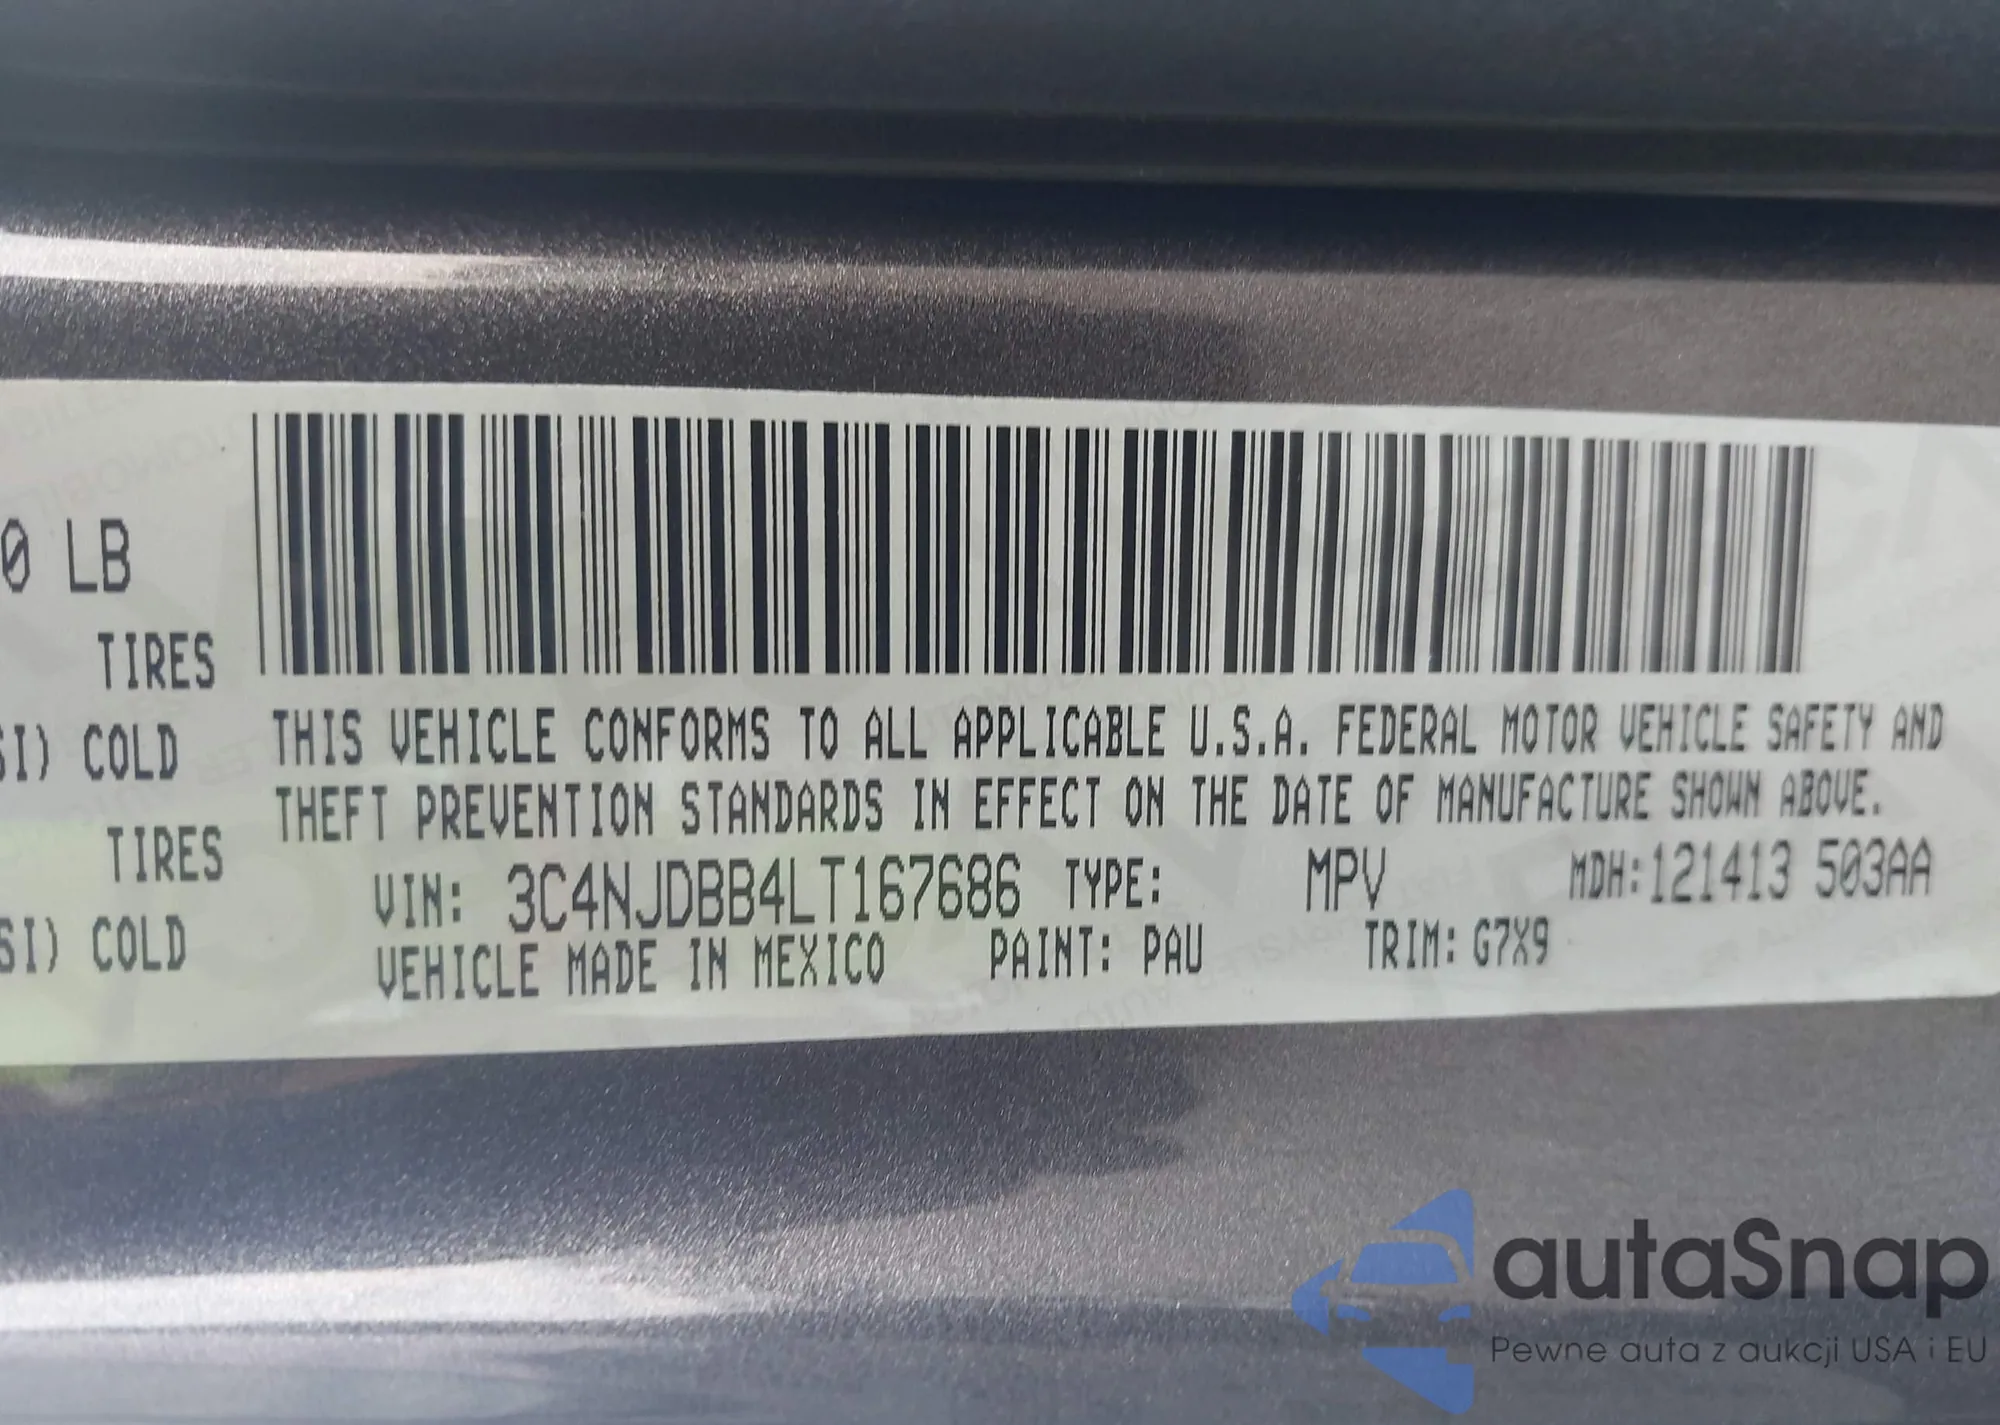 0 LB
TIRES
SI) COLD
TIRES
SI) COLD
THIS VEHICLE CONFORMS TO ALL APPLICABLE U.S.A. FEDERAL MOTOR VEHICLE SAFETY AND
THEFT PREVENTION STANDARDS IN EFFECT ON THE DATE OF MANUFACTURE SHOWN ABOVE.
VIN: 3C4NJDBB4LT167686 TYPE: MPV MDH:121413 503AA
VEHICLE MADE IN MEXICO PAINT: PAU TRIM: G7X9
autaSnap
Pewne auta z aukcji USA i EU